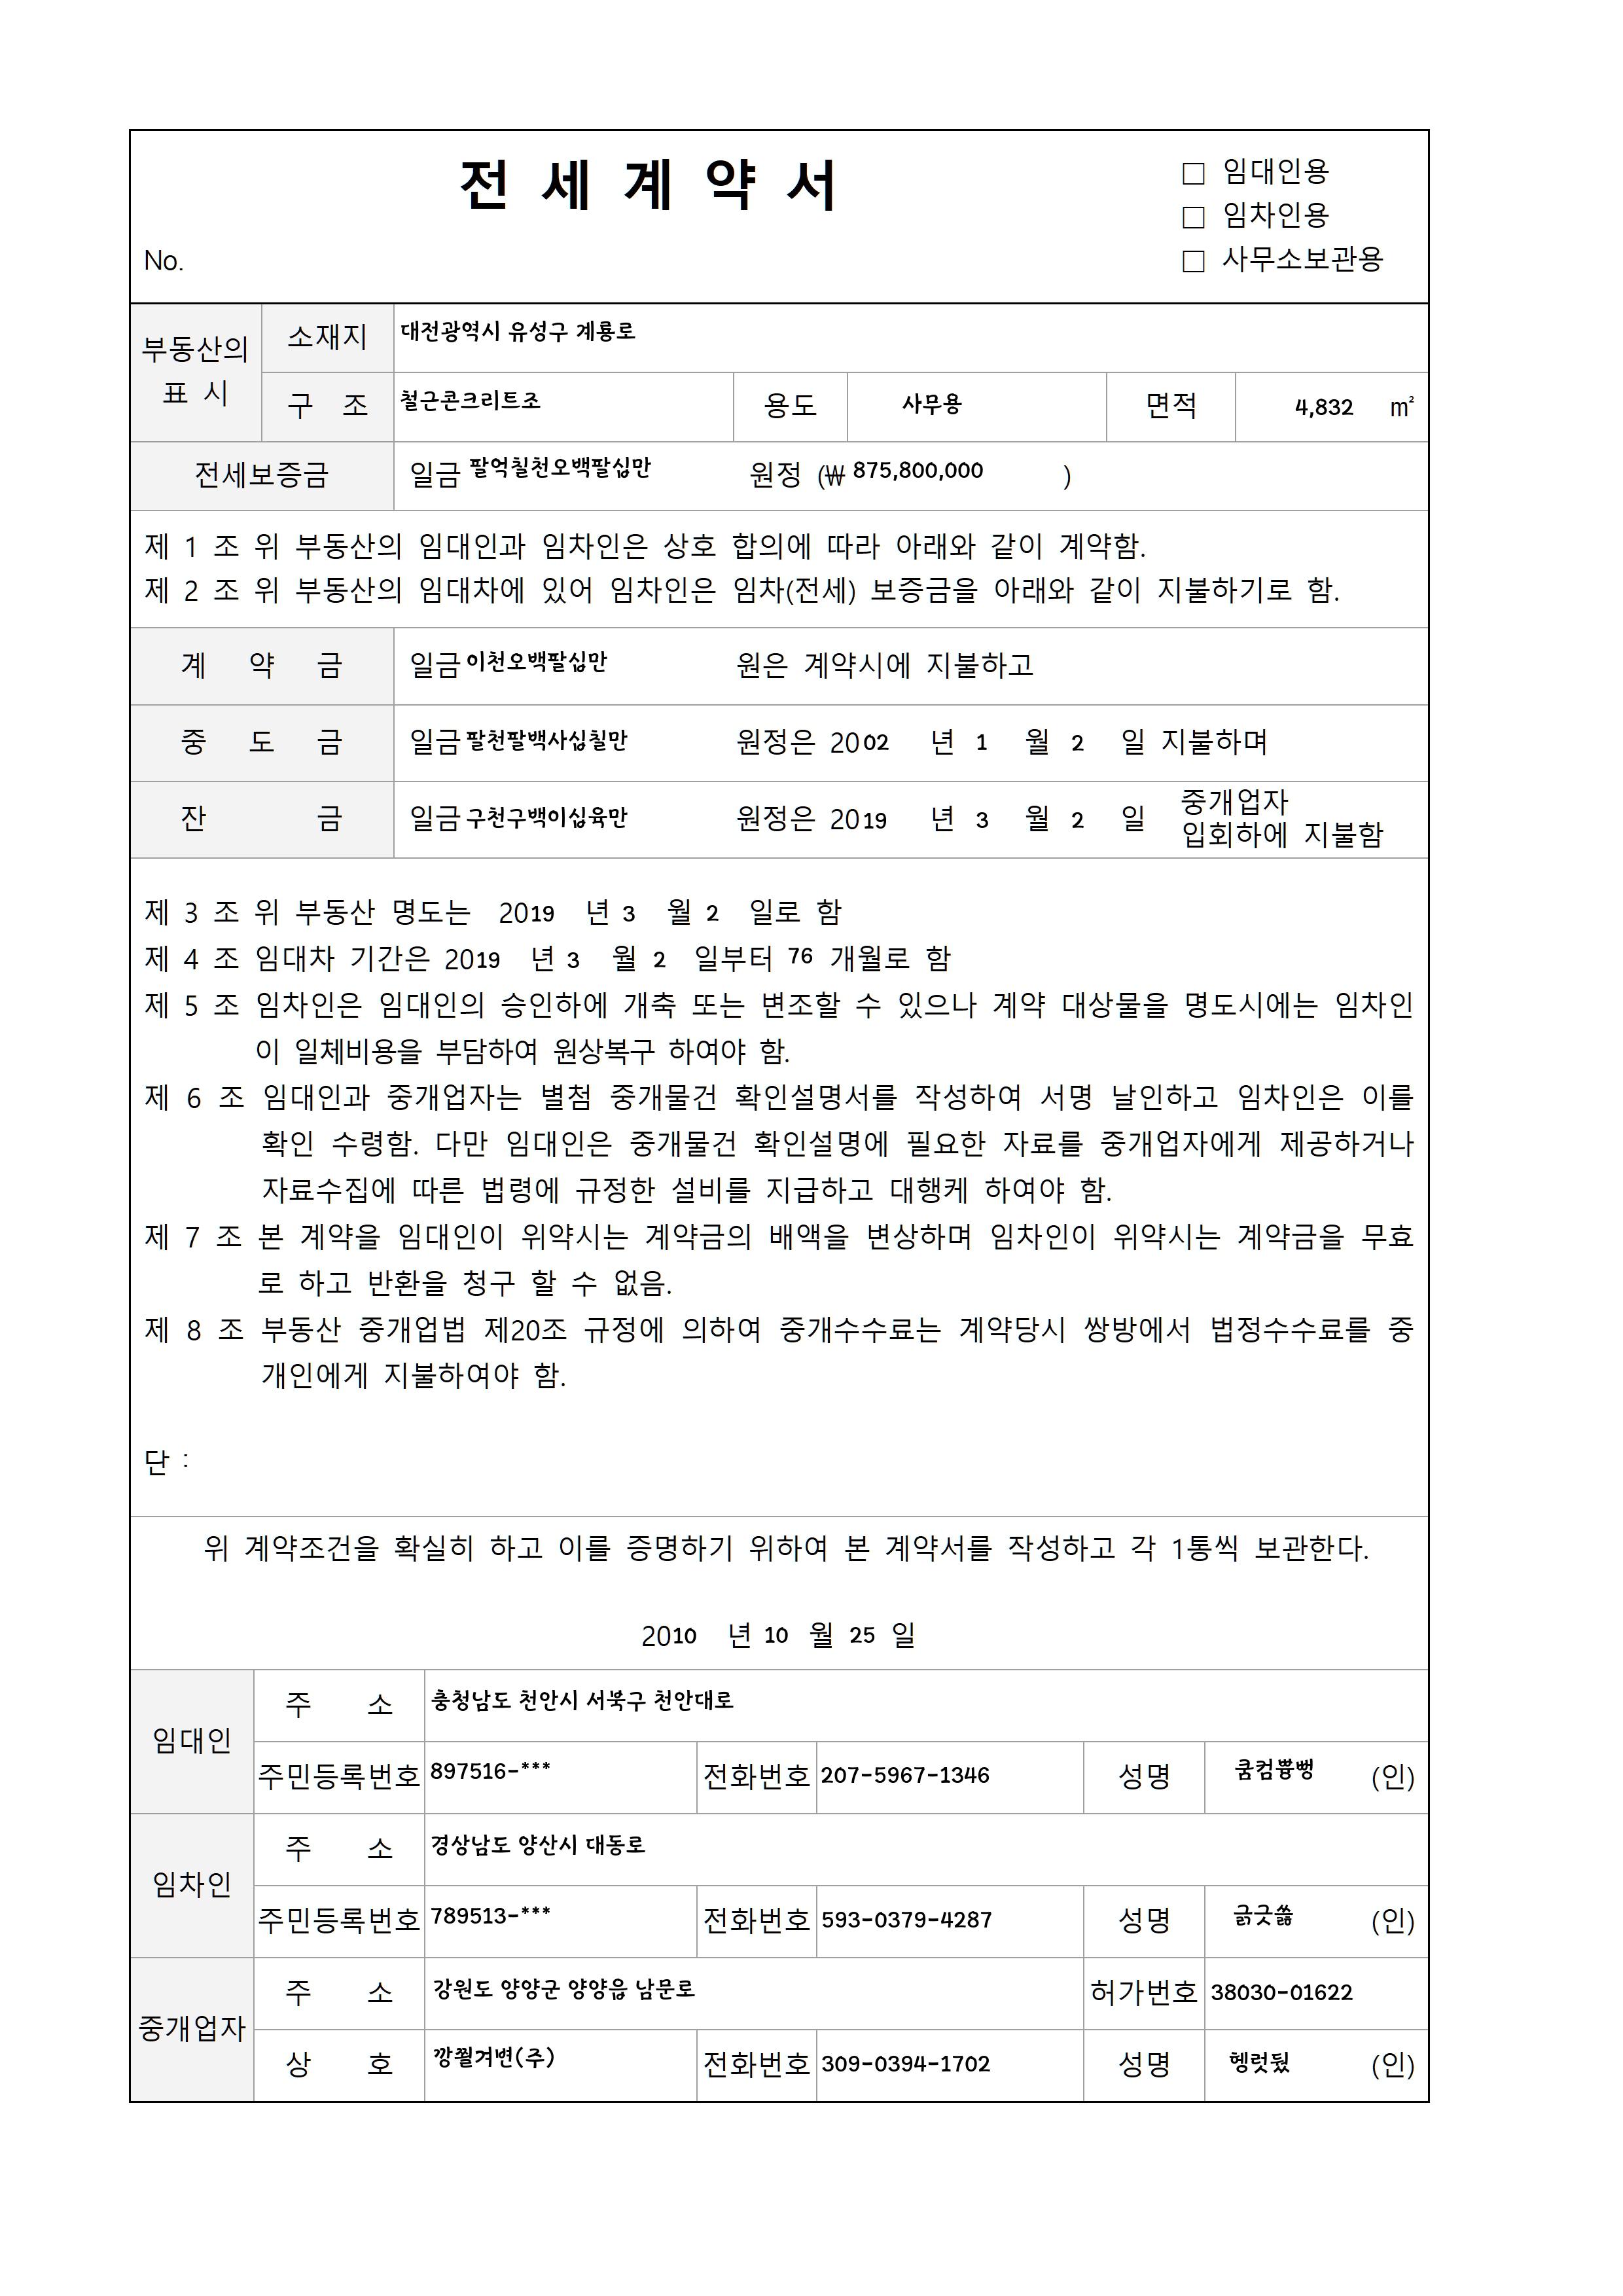 전 세 계 약 서
□ 임대인용
□ 임차인용
□ 사무소보관용
No.
부동산의 표 시
소재지 대전광역시 유성구 계룡로
구 조 철근콘크리트조 용도 사무용 면적 4,832 ㎡
전세보증금 일금 팔억칠천오백팔십만 원정 (₩ 875,800,000 )
제 1 조 위 부동산의 임대인과 임차인은 상호 합의에 따라 아래와 같이 계약함.
제 2 조 위 부동산의 임대차에 있어 임차인은 임차(전세) 보증금을 아래와 같이 지불하기로 함.
계 약 금 일금 이천오백팔십만 원은 계약시에 지불하고
중 도 금 일금 팔천팔백사십칠만 원정은 2002 년 1 월 2 일 지불하며
잔 금 일금 구천구백이십육만 원정은 2019 년 3 월 2 일 중개업자 입회하에 지불함
제 3 조 위 부동산 명도는 2019 년 3 월 2 일로 함
제 4 조 임대차 기간은 2019 년 3 월 2 일부터 76 개월로 함
제 5 조 임차인은 임대인의 승인하에 개축 또는 변조할 수 있으나 계약 대상물을 명도시에는 임차인
이 일체비용을 부담하여 원상복구 하여야 함.
제 6 조 임대인과 중개업자는 별첨 중개물건 확인설명서를 작성하여 서명 날인하고 임차인은 이를
확인 수령함. 다만 임대인은 중개물건 확인설명에 필요한 자료를 중개업자에게 제공하거나
자료수집에 따른 법령에 규정한 설비를 지급하고 대행케 하여야 함.
제 7 조 본 계약을 임대인이 위약시는 계약금의 배액을 변상하며 임차인이 위약시는 계약금을 무효
로 하고 반환을 청구 할 수 없음.
제 8 조 부동산 중개업법 제20조 규정에 의하여 중개수수료는 계약당시 쌍방에서 법정수수료를 중
개인에게 지불하여야 함.
단 :
위 계약조건을 확실히 하고 이를 증명하기 위하여 본 계약서를 작성하고 각 1통씩 보관한다.
2010 년 10 월 25 일
임대인
주 소 충청남도 천안시 서북구 천안대로
주민등록번호 897516-*** 전화번호 207-5967-1346 성명 (인)
임차인
주 소 경상남도 양산시 대동로
주민등록번호 789513-*** 전화번호 593-0379-4287 성명 (인)
중개업자
주 소 강원도 양양군 양양읍 남문로 허가번호 38030-01622
상 호 전화번호 309-0394-1702 성명 (인)